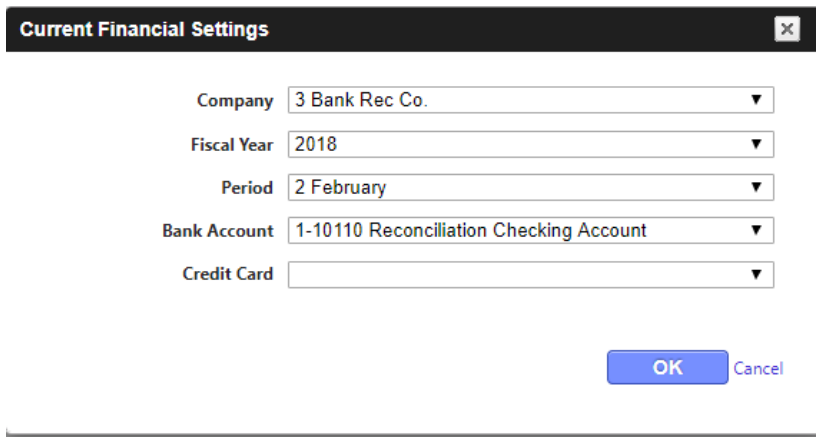 Current Financial Settings
Company 3 Bank Rec Co.
Fiscal Year 2018
Period 2 February
Bank Account 1-10110 Reconciliation Checking Account
Credit Card
OK Cancel